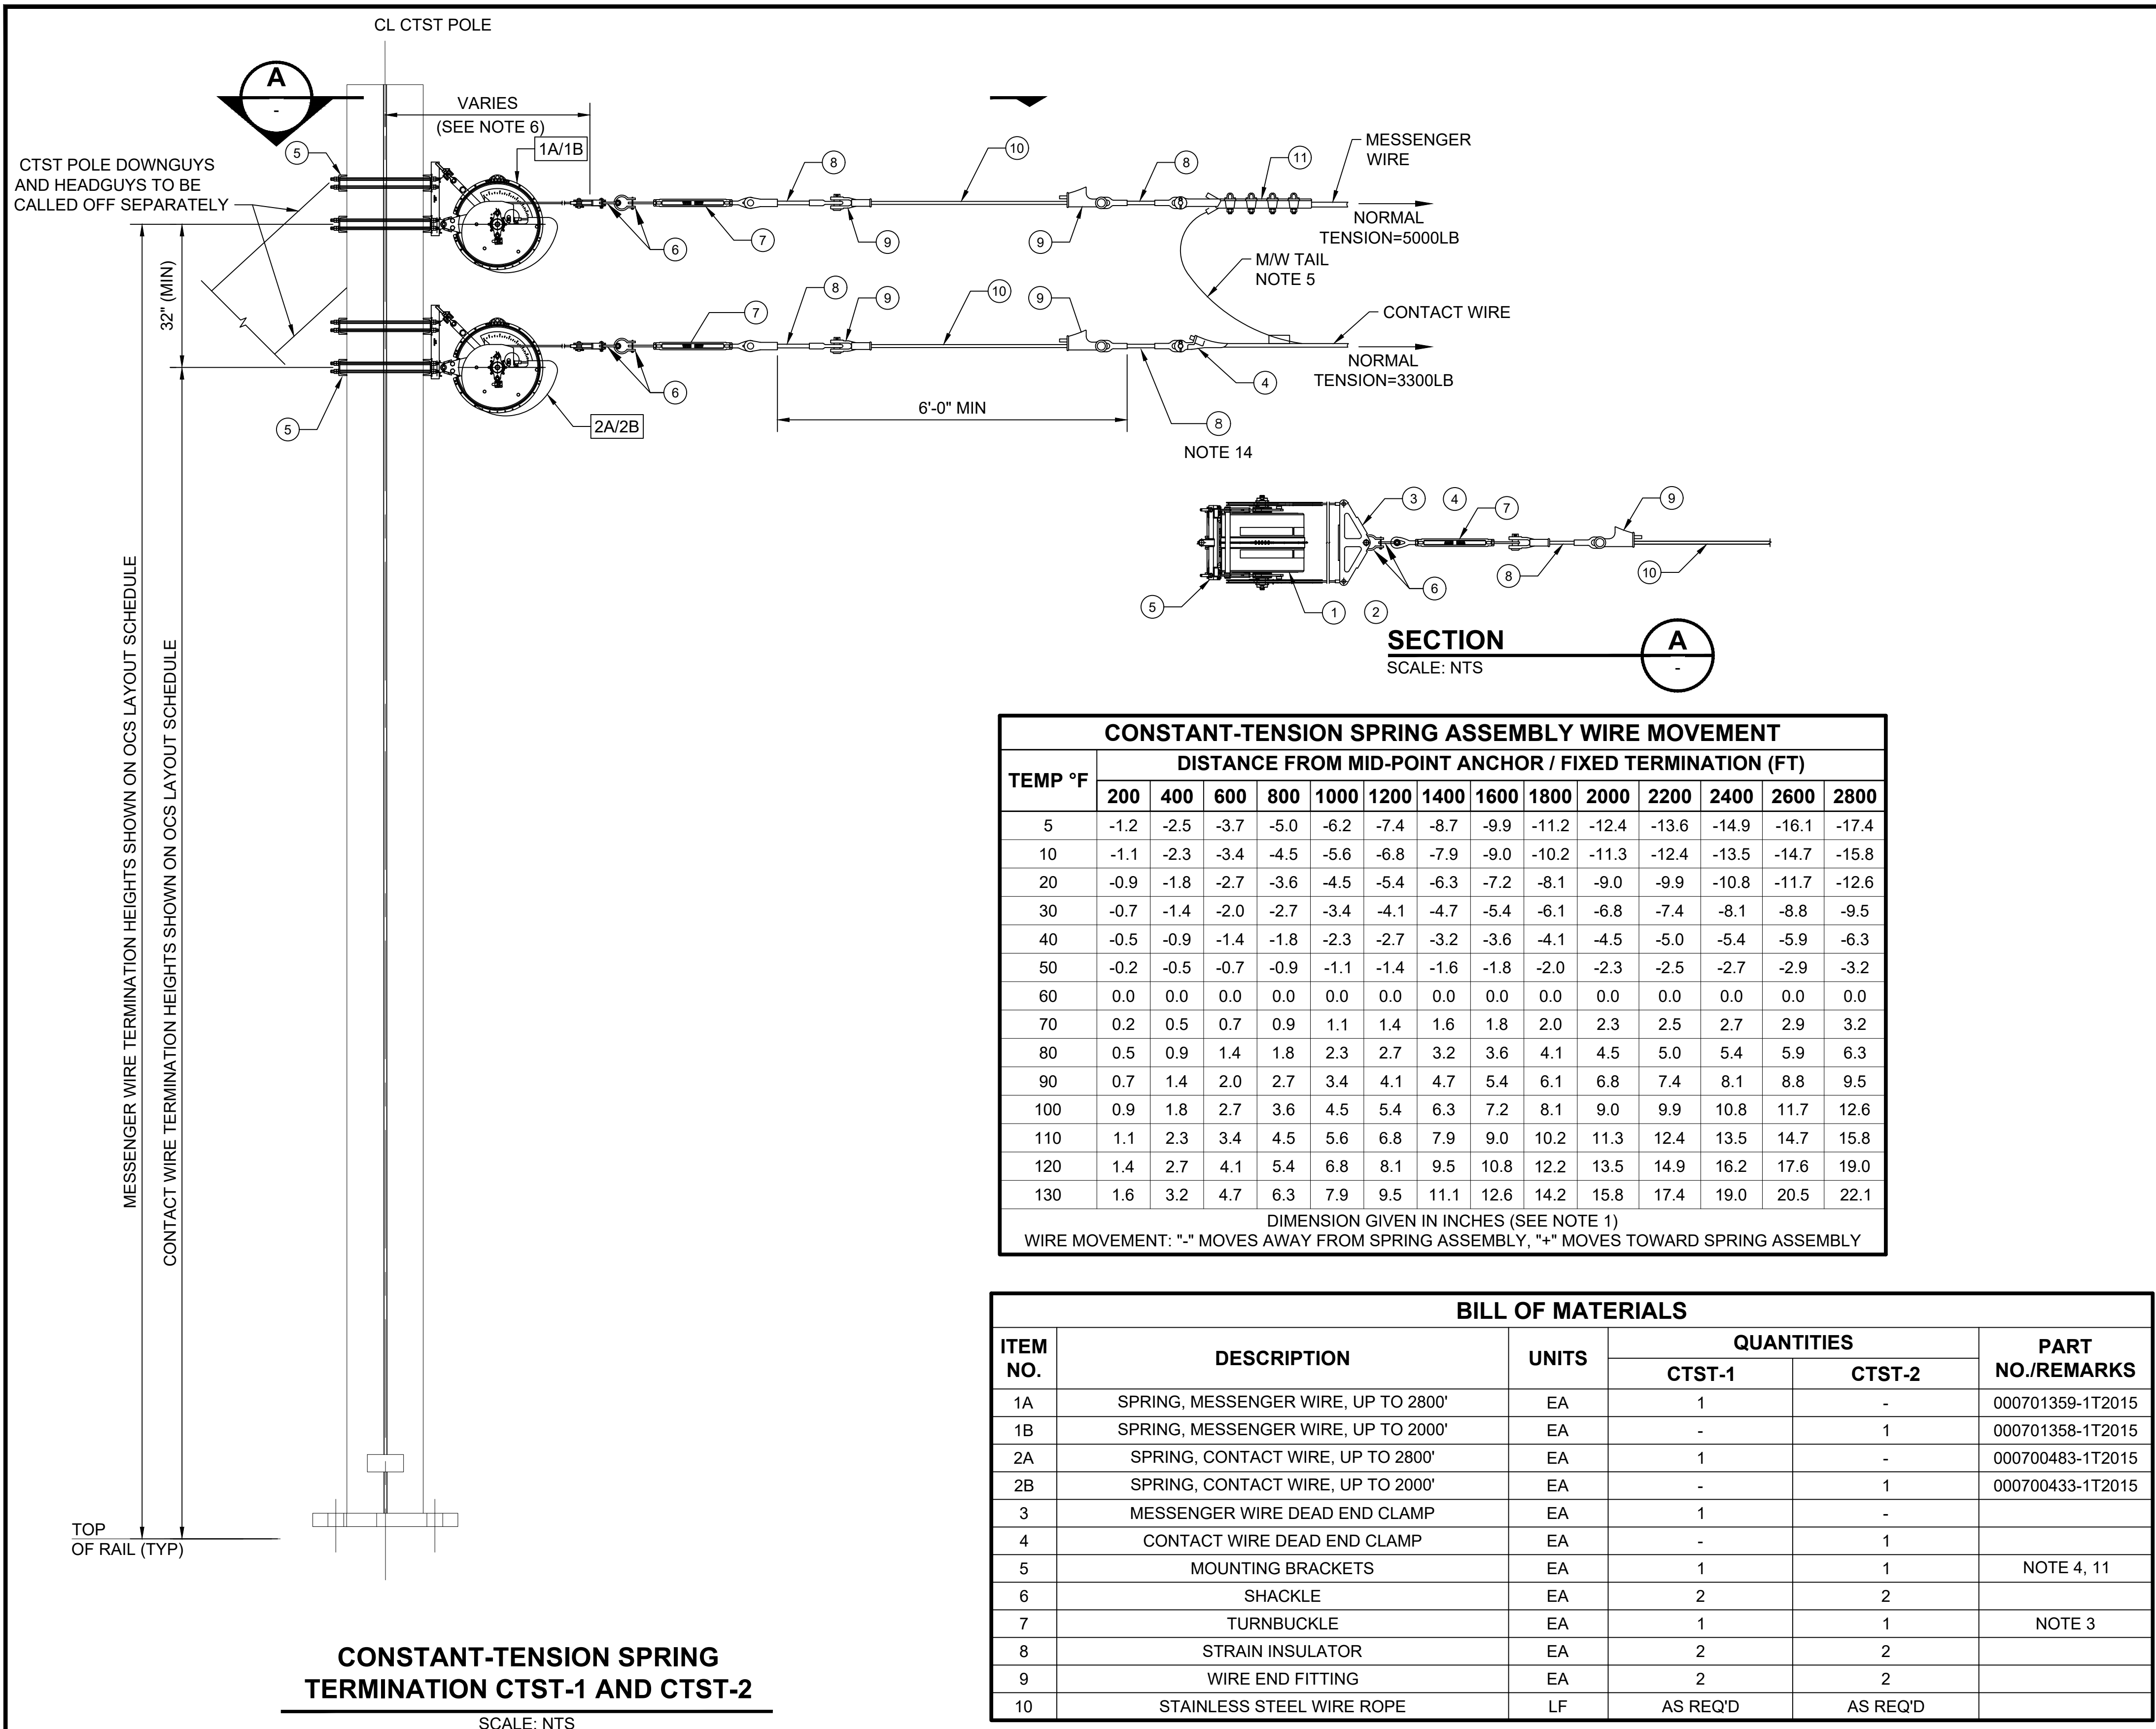 CL CTST POLE
A
-
VARIES
(SEE NOTE 6)
1A/1B
5
CTST POLE DOWNGUYS
AND HEADGUYS TO BE
CALLED OFF SEPARATELY
8
10
8
11
MESSENGER
WIRE
NORMAL
TENSION=5000LB
6
7
9
9
M/W TAIL
NOTE 5
32" (MIN)
7
8
9
10
9
CONTACT WIRE
NORMAL
TENSION=3300LB
6
4
5
2A/2B
6'-0" MIN
8
NOTE 14
3
4
7
9
6
8
10
5
1
2
SECTION
SCALE: NTS
A
-
MESSENGER WIRE TERMINATION HEIGHTS SHOWN ON OCS LAYOUT SCHEDULE
CONTACT WIRE TERMINATION HEIGHTS SHOWN ON OCS LAYOUT SCHEDULE
TOP
OF RAIL (TYP)
CONSTANT-TENSION SPRING
TERMINATION CTST-1 AND CTST-2
SCALE: NTS
CONSTANT-TENSION SPRING ASSEMBLY WIRE MOVEMENT
TEMP °F
DISTANCE FROM MID-POINT ANCHOR / FIXED TERMINATION (FT)
200 400 600 800 1000 1200 1400 1600 1800 2000 2200 2400 2600 2800
5 -1.2 -2.5 -3.7 -5.0 -6.2 -7.4 -8.7 -9.9 -11.2 -12.4 -13.6 -14.9 -16.1 -17.4
10 -1.1 -2.3 -3.4 -4.5 -5.6 -6.8 -7.9 -9.0 -10.2 -11.3 -12.4 -13.5 -14.7 -15.8
20 -0.9 -1.8 -2.7 -3.6 -4.5 -5.4 -6.3 -7.2 -8.1 -9.0 -9.9 -10.8 -11.7 -12.6
30 -0.7 -1.4 -2.0 -2.7 -3.4 -4.1 -4.7 -5.4 -6.1 -6.8 -7.4 -8.1 -8.8 -9.5
40 -0.5 -0.9 -1.4 -1.8 -2.3 -2.7 -3.2 -3.6 -4.1 -4.5 -5.0 -5.4 -5.9 -6.3
50 -0.2 -0.5 -0.7 -0.9 -1.1 -1.4 -1.6 -1.8 -2.0 -2.3 -2.5 -2.7 -2.9 -3.2
60 0.0 0.0 0.0 0.0 0.0 0.0 0.0 0.0 0.0 0.0 0.0 0.0 0.0 0.0
70 0.2 0.5 0.7 0.9 1.1 1.4 1.6 1.8 2.0 2.3 2.5 2.7 2.9 3.2
80 0.5 0.9 1.4 1.8 2.3 2.7 3.2 3.6 4.1 4.5 5.0 5.4 5.9 6.3
90 0.7 1.4 2.0 2.7 3.4 4.1 4.7 5.4 6.1 6.8 7.4 8.1 8.8 9.5
100 0.9 1.8 2.7 3.6 4.5 5.4 6.3 7.2 8.1 9.0 9.9 10.8 11.7 12.6
110 1.1 2.3 3.4 4.5 5.6 6.8 7.9 9.0 10.2 11.3 12.4 13.5 14.7 15.8
120 1.4 2.7 4.1 5.4 6.8 8.1 9.5 10.8 12.2 13.5 14.9 16.2 17.6 19.0
130 1.6 3.2 4.7 6.3 7.9 9.5 11.1 12.6 14.2 15.8 17.4 19.0 20.5 22.1
DIMENSION GIVEN IN INCHES (SEE NOTE 1)
WIRE MOVEMENT: "-" MOVES AWAY FROM SPRING ASSEMBLY, "+" MOVES TOWARD SPRING ASSEMBLY
BILL OF MATERIALS
ITEM NO. DESCRIPTION UNITS QUANTITIES PART NO./REMARKS
CTST-1 CTST-2
1A SPRING, MESSENGER WIRE, UP TO 2800' EA 1 - 000701359-1T2015
1B SPRING, MESSENGER WIRE, UP TO 2000' EA - 1 000701358-1T2015
2A SPRING, CONTACT WIRE, UP TO 2800' EA 1 - 000700483-1T2015
2B SPRING, CONTACT WIRE, UP TO 2000' EA - 1 000700433-1T2015
3 MESSENGER WIRE DEAD END CLAMP EA 1 -
4 CONTACT WIRE DEAD END CLAMP EA - 1
5 MOUNTING BRACKETS EA 1 1 NOTE 4, 11
6 SHACKLE EA 2 2
7 TURNBUCKLE EA 1 1 NOTE 3
8 STRAIN INSULATOR EA 2 2
9 WIRE END FITTING EA 2 2
10 STAINLESS STEEL WIRE ROPE LF AS REQ'D AS REQ'D